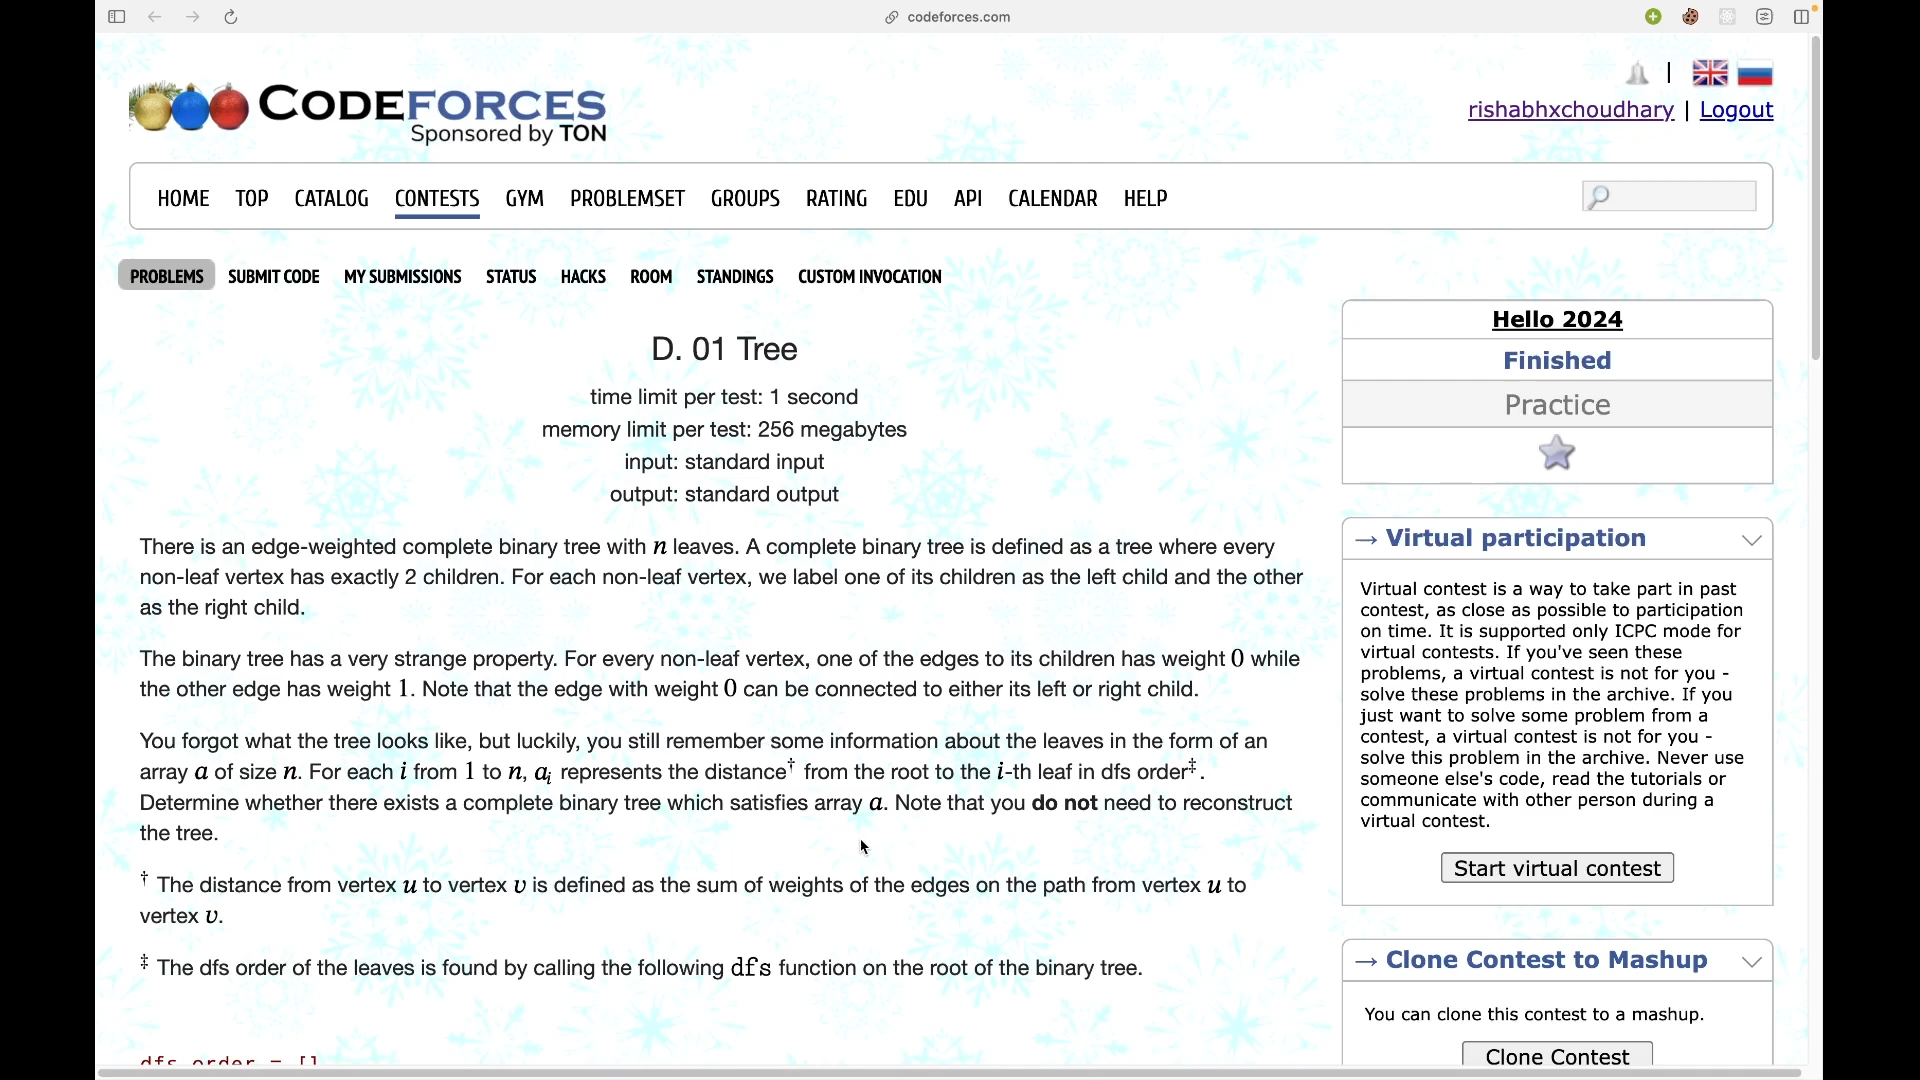 codeforces.com
CODEFORCES
Sponsored by TON
|
rishabhxchoudhary | Logout
HOME TOP CATALOG CONTESTS GYM PROBLEMSET GROUPS RATING EDU API CALENDAR HELP
PROBLEMS SUBMIT CODE MY SUBMISSIONS STATUS HACKS ROOM STANDINGS CUSTOM INVOCATION
D. 01 Tree
time limit per test: 1 second
memory limit per test: 256 megabytes
input: standard input
output: standard output
There is an edge-weighted complete binary tree with n leaves. A complete binary tree is defined as a tree where every
non-leaf vertex has exactly 2 children. For each non-leaf vertex, we label one of its children as the left child and the other
as the right child.
The binary tree has a very strange property. For every non-leaf vertex, one of the edges to its children has weight 0 while
the other edge has weight 1. Note that the edge with weight 0 can be connected to either its left or right child.
You forgot what the tree looks like, but luckily, you still remember some information about the leaves in the form of an
array a of size n. For each i from 1 to n, aᵢ represents the distance† from the root to the i-th leaf in dfs order‡.
Determine whether there exists a complete binary tree which satisfies array a. Note that you do not need to reconstruct
the tree.
† The distance from vertex u to vertex v is defined as the sum of weights of the edges on the path from vertex u to
vertex v.
‡ The dfs order of the leaves is found by calling the following dfs function on the root of the binary tree.
dfs_order = []
Hello 2024
Finished
Practice
→ Virtual participation
Virtual contest is a way to take part in past
contest, as close as possible to participation
on time. It is supported only ICPC mode for
virtual contests. If you've seen these
problems, a virtual contest is not for you -
solve these problems in the archive. If you
just want to solve some problem from a
contest, a virtual contest is not for you -
solve this problem in the archive. Never use
someone else's code, read the tutorials or
communicate with other person during a
virtual contest.
Start virtual contest
→ Clone Contest to Mashup
You can clone this contest to a mashup.
Clone Contest